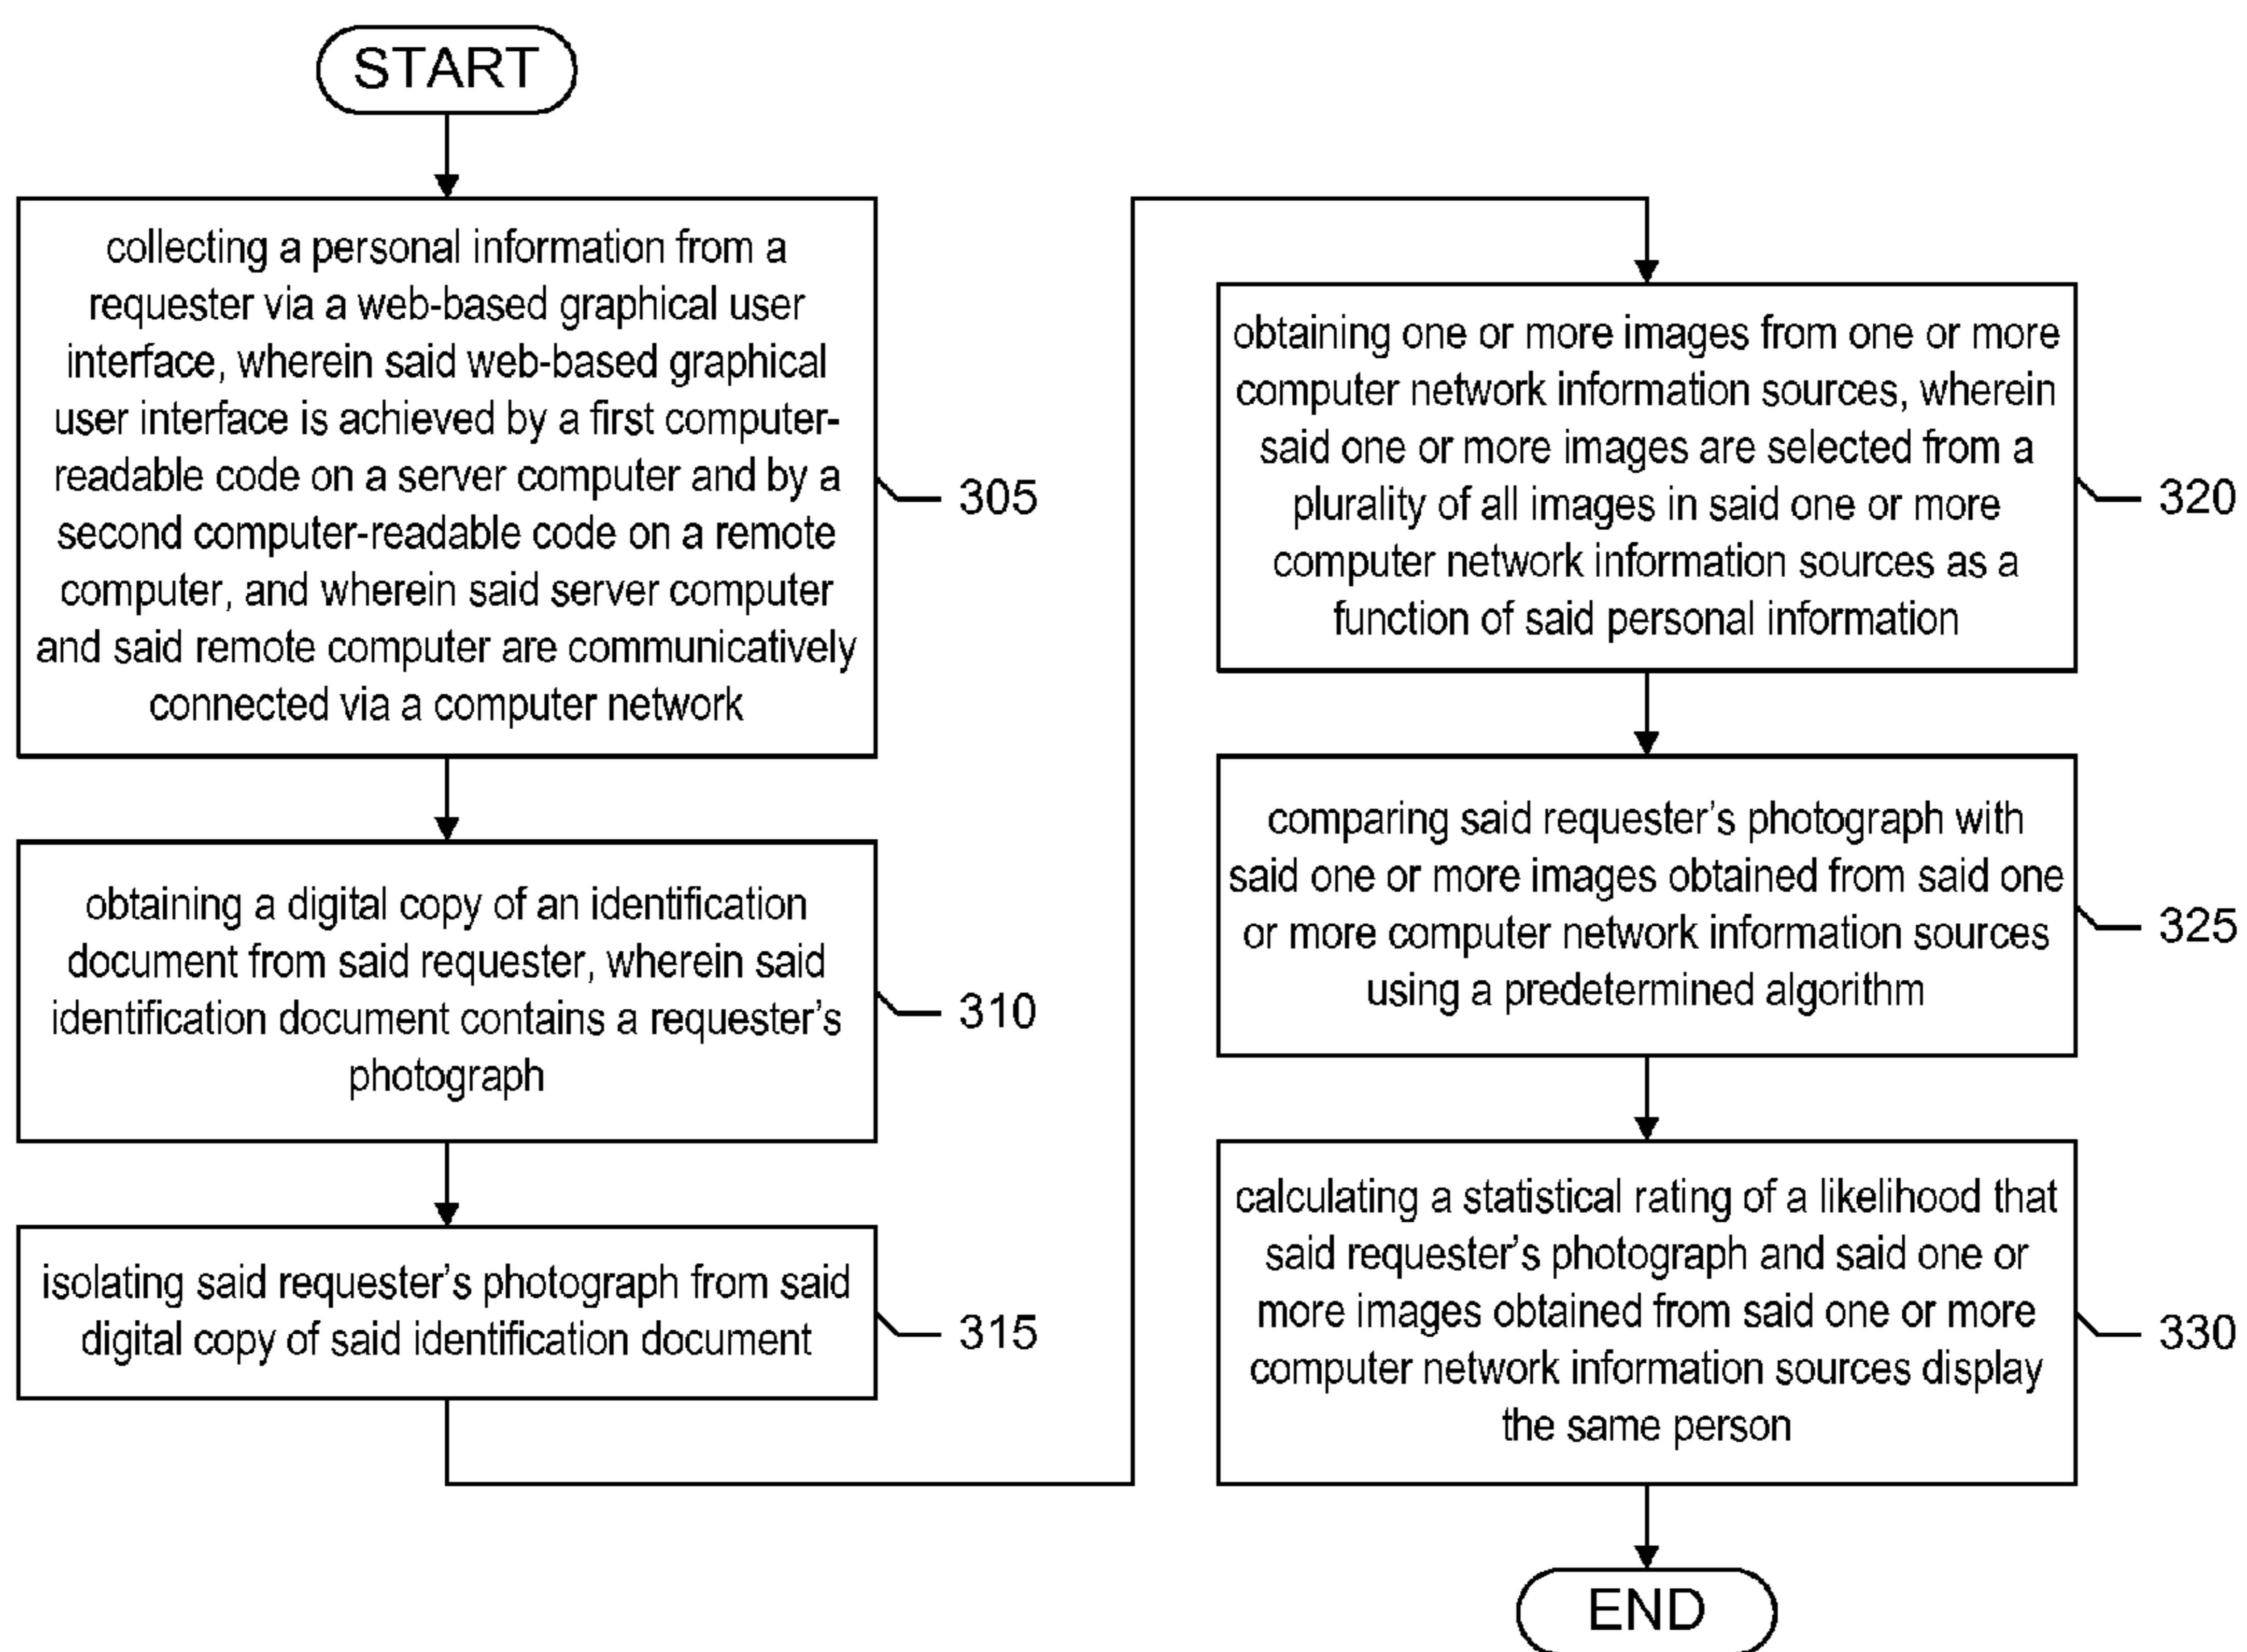 START
collecting a personal information from a
requester via a web-based graphical user
interface, wherein said web-based graphical
user interface is achieved by a first computer-
readable code on a server computer and by a
second computer-readable code on a remote
computer, and wherein said server computer
and said remote computer are communicatively
connected via a computer network
305
obtaining a digital copy of an identification
document from said requester, wherein said
identification document contains a requester's
photograph
310
isolating said requester's photograph from said
digital copy of said identification document
315
obtaining one or more images from one or more
computer network information sources, wherein
said one or more images are selected from a
plurality of all images in said one or more
computer network information sources as a
function of said personal information
320
comparing said requester's photograph with
said one or more images obtained from said one
or more computer network information sources
using a predetermined algorithm
325
calculating a statistical rating of a likelihood that
said requester's photograph and said one or
more images obtained from said one or more
computer network information sources display
the same person
330
END